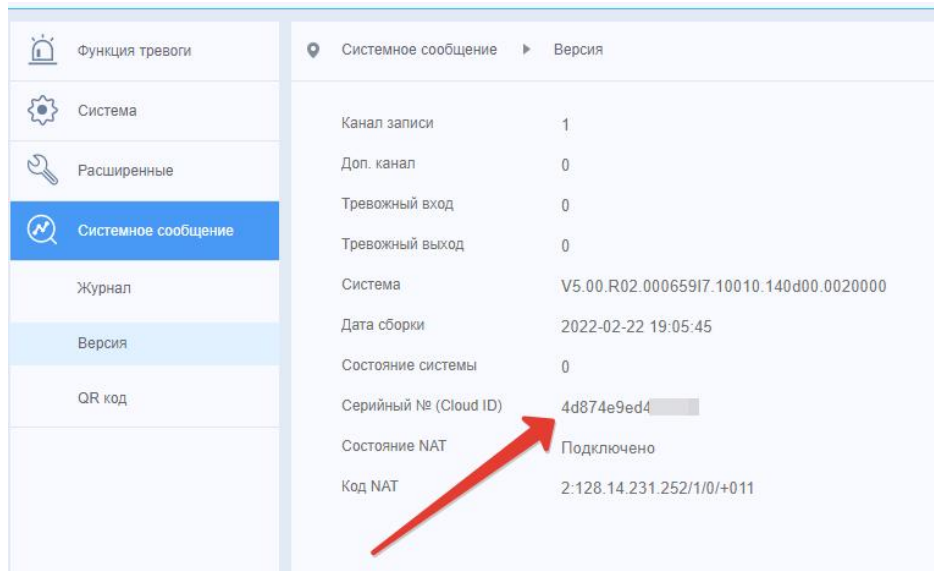 Функция тревоги
Система
Расширенные
Системное сообщение
Журнал
Версия
QR код
Системное сообщение Версия
Канал записи 1
Доп. канал 0
Тревожный вход 0
Тревожный выход 0
Система V5.00.R02.000659I7.10010.140d00.0020000
Дата сборки 2022-02-22 19:05:45
Состояние системы 0
Серийный № (Cloud ID) 4d874e9ed4
Состояние NAT Подключено
Код NAT 2:128.14.231.252/1/0/+011